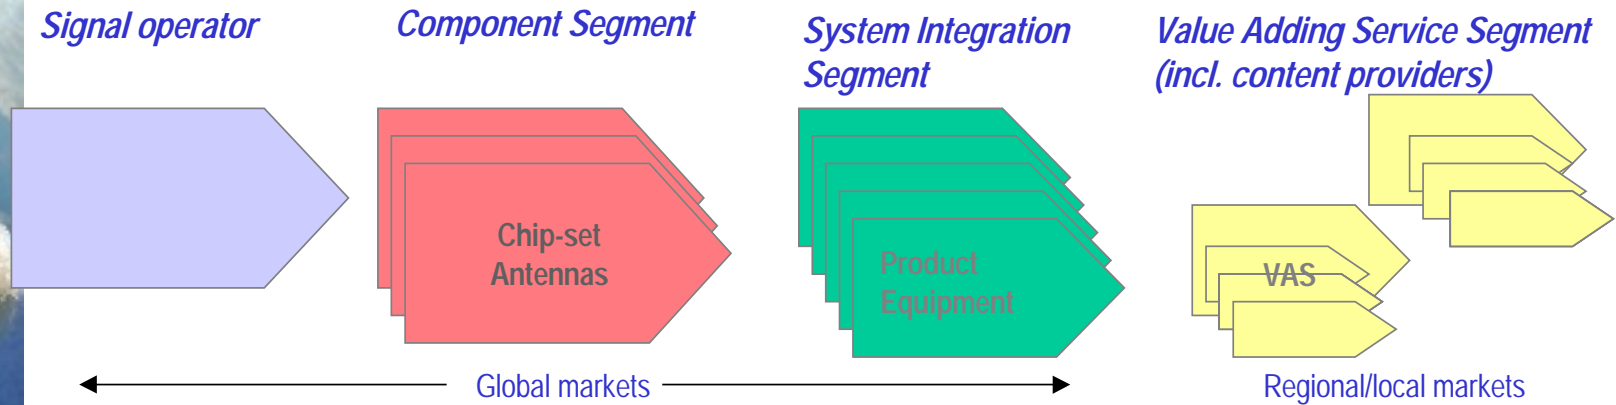 Signal operator
Component Segment
System Integration
Segment
Value Adding Service Segment
(incl. content providers)
Chip-set
Antennas
Product
Equipment
VAS
Global markets
Regional/local markets